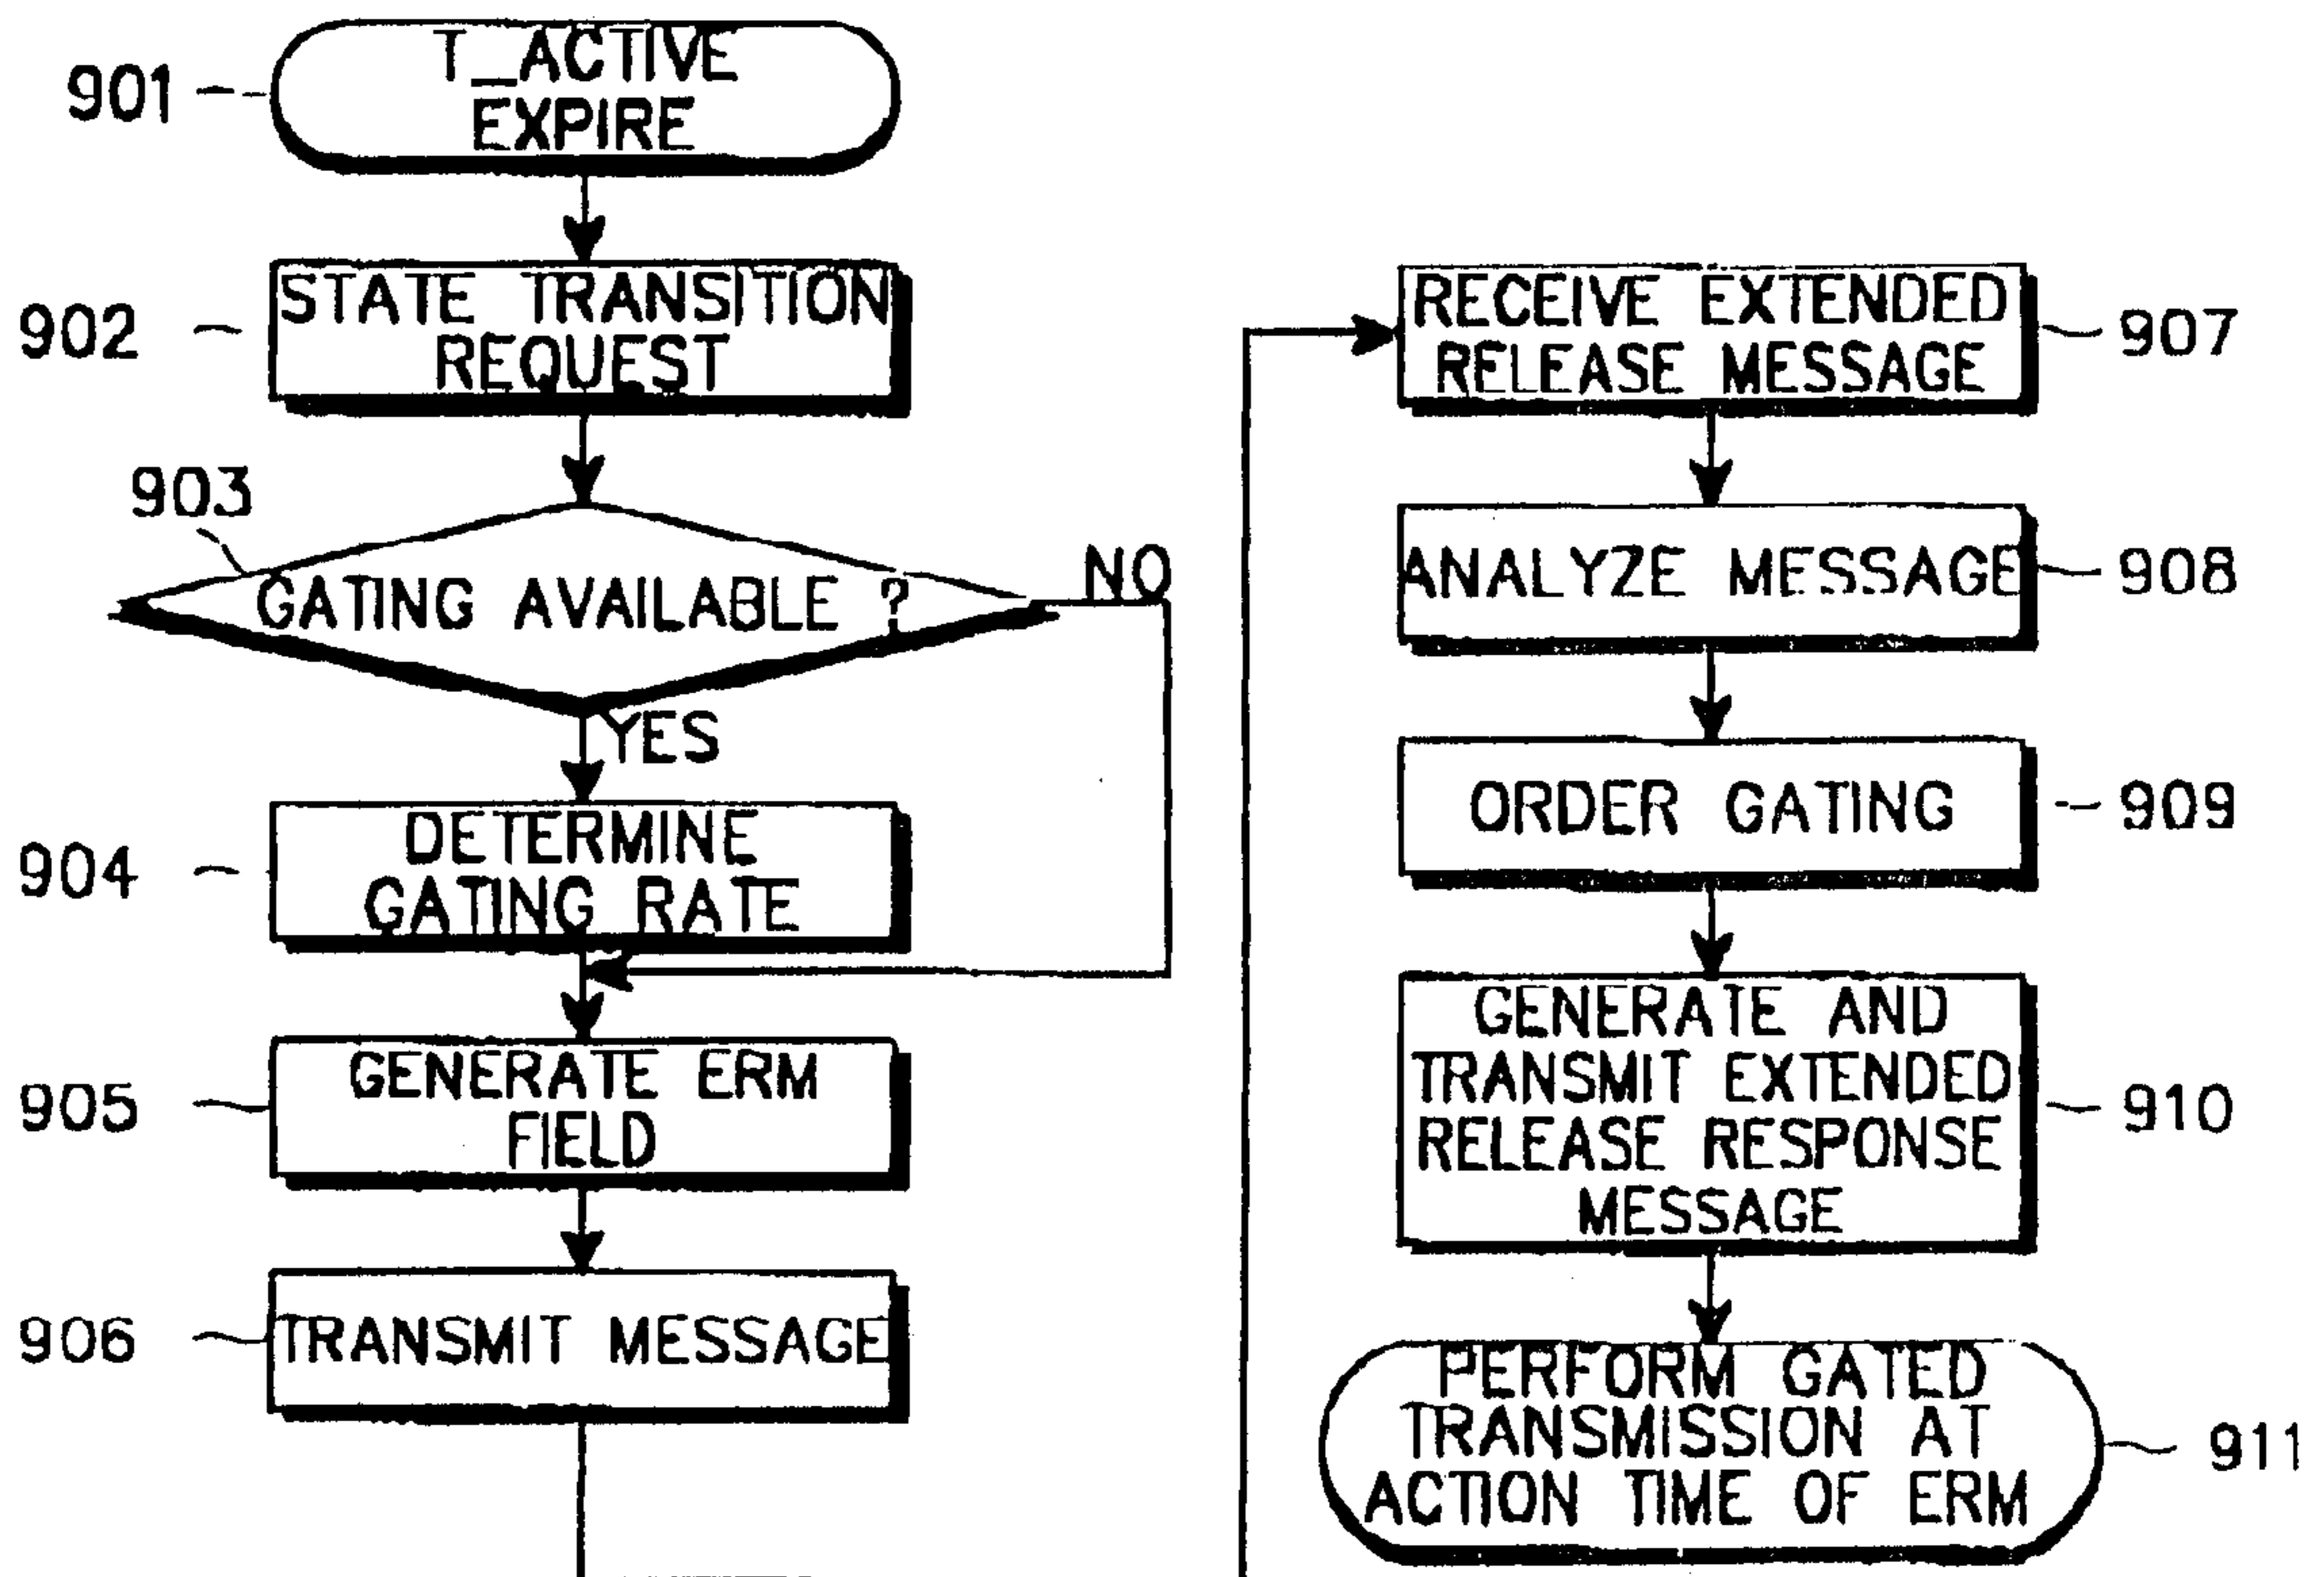 901
T_ACTIVE
EXPIRE
902
STATE TRANSITION
REQUEST
903
GATING AVAILABLE ?
NO
YES
904
DETERMINE
GATING RATE
905
GENERATE ERM
FIELD
906
TRANSMIT MESSAGE
RECEIVE EXTENDED
RELEASE MESSAGE
907
ANALYZE MESSAGE
908
ORDER GATING
909
GENERATE AND
TRANSMIT EXTENDED
RELEASE RESPONSE
MESSAGE
910
PERFORM GATED
TRANSMISSION AT
ACTION TIME OF ERM
911